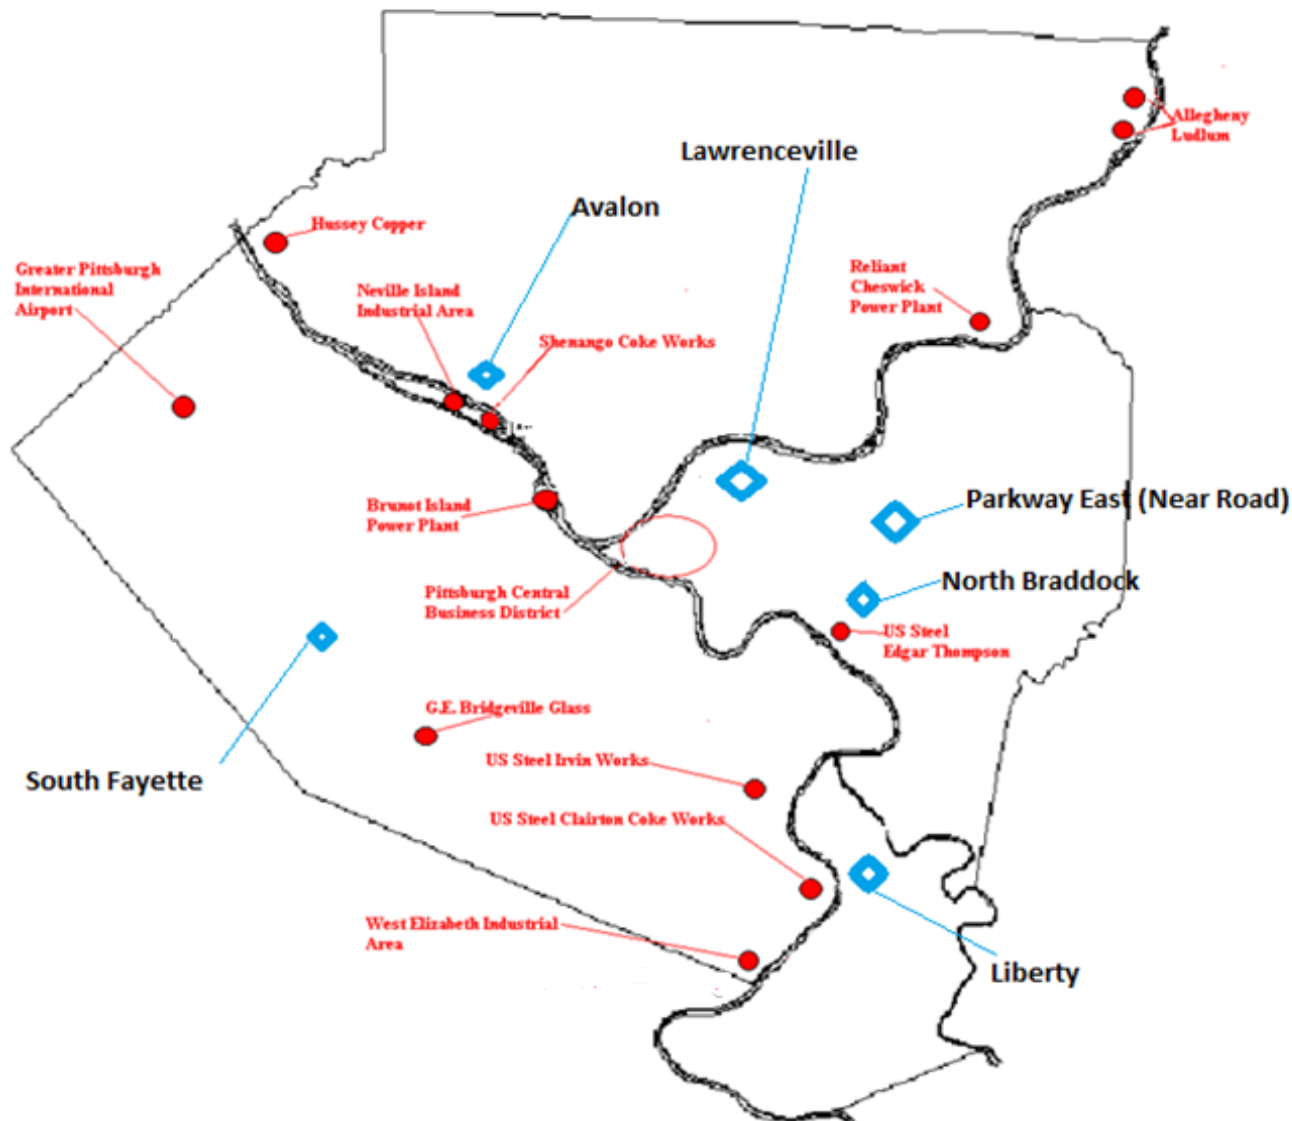 Allegheny
Ludlum
Lawrenceville
Avalon
Hussey Copper
Greater Pittsburgh
International
Airport
Neville Island
Industrial Area
Reliant
Cheswick
Power Plant
Shenango Coke Works
Brunot Island
Power Plant
Parkway East (Near Road)
North Braddock
Pittsburgh Central
Business District
US Steel
Edgar Thompson
G.E. Bridgeville Glass
South Fayette
US Steel Irvin Works
US Steel Clairton Coke Works
West Elizabeth Industrial
Area
Liberty